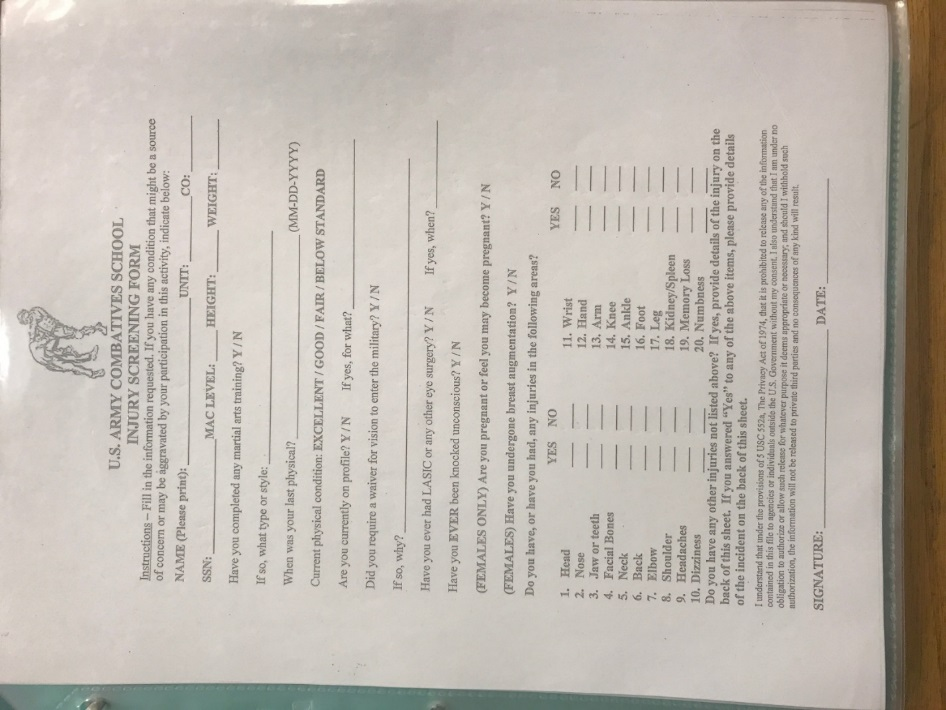 U.S. ARMY COMBATIVES SCHOOL
INJURY SCREENING FORM
Instructions – Fill in the information requested. If you have any condition that might be a source
of concern or may be aggravated by your participation in this activity, indicate below:
NAME (Please print): UNIT: ________ CO: ________
SSN: ________ MAC LEVEL: ________ HEIGHT: ________ WEIGHT: ________
Have you completed any martial arts training? Y / N
If so, what type or style: ________
When was your last physical? ________ (MM-DD-YYYY)
Current physical condition: EXCELLENT / GOOD / FAIR / BELOW STANDARD
Are you currently on profile? Y / N If yes, for what? ________
Did you require a waiver for vision to enter the military? Y / N
If so, why? ________
Have you ever had LASIC or any other eye surgery? Y / N If yes, when? ________
Have you EVER been knocked unconscious? Y / N
(FEMALES ONLY) Are you pregnant or feel you may become pregnant? Y / N
(FEMALES) Have you undergone breast augmentation? Y / N
Do you have, or have you had, any injuries in the following areas?
YES NO YES NO
1. Head ___ ___ 11. Wrist ___ ___
2. Nose ___ ___ 12. Hand ___ ___
3. Jaw or teeth ___ ___ 13. Arm ___ ___
4. Facial Bones ___ ___ 14. Knee ___ ___
5. Neck ___ ___ 15. Ankle ___ ___
6. Back ___ ___ 16. Foot ___ ___
7. Elbow ___ ___ 17. Leg ___ ___
8. Shoulder ___ ___ 18. Kidney/Spleen ___ ___
9. Headaches ___ ___ 19. Memory Loss ___ ___
10. Dizziness ___ ___ 20. Numbness ___ ___
Do you have any other injuries not listed above? If yes, provide details of the injury on the
back of this sheet. If you answered "Yes" to any of the above items, please provide details
of the incident on the back of this sheet.
I understand that under the provisions of 5 USC 552a, The Privacy Act of 1974, that it is prohibited to release any of the information
contained in this file to agencies or individuals outside the U.S. Government without my consent. I also understand that I am under no
obligation to authorize or allow such release for whatever purpose it deems appropriate or necessary; and should I withhold such
authorization, the information will not be released to private third parties and no consequences of any kind will result.
SIGNATURE: ________ DATE: ________